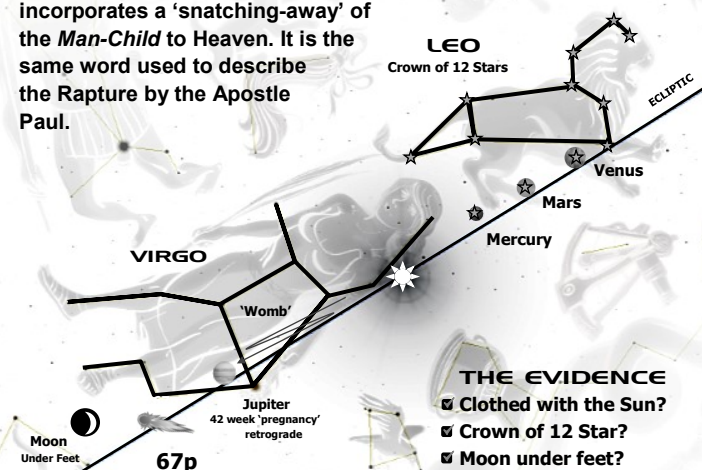 incorporates a ‘snatching-away’ of
the Man-Child to Heaven. It is the
same word used to describe
the Rapture by the Apostle
Paul.
LEO
Crown of 12 Stars
ECLIPTIC
Venus
Mars
Mercury
VIRGO
‘Womb’
Jupiter
42 week ‘pregnancy’
retrograde
Moon
Under Feet
67p
THE EVIDENCE
☑ Clothed with the Sun?
☑ Crown of 12 Star?
☑ Moon under feet?